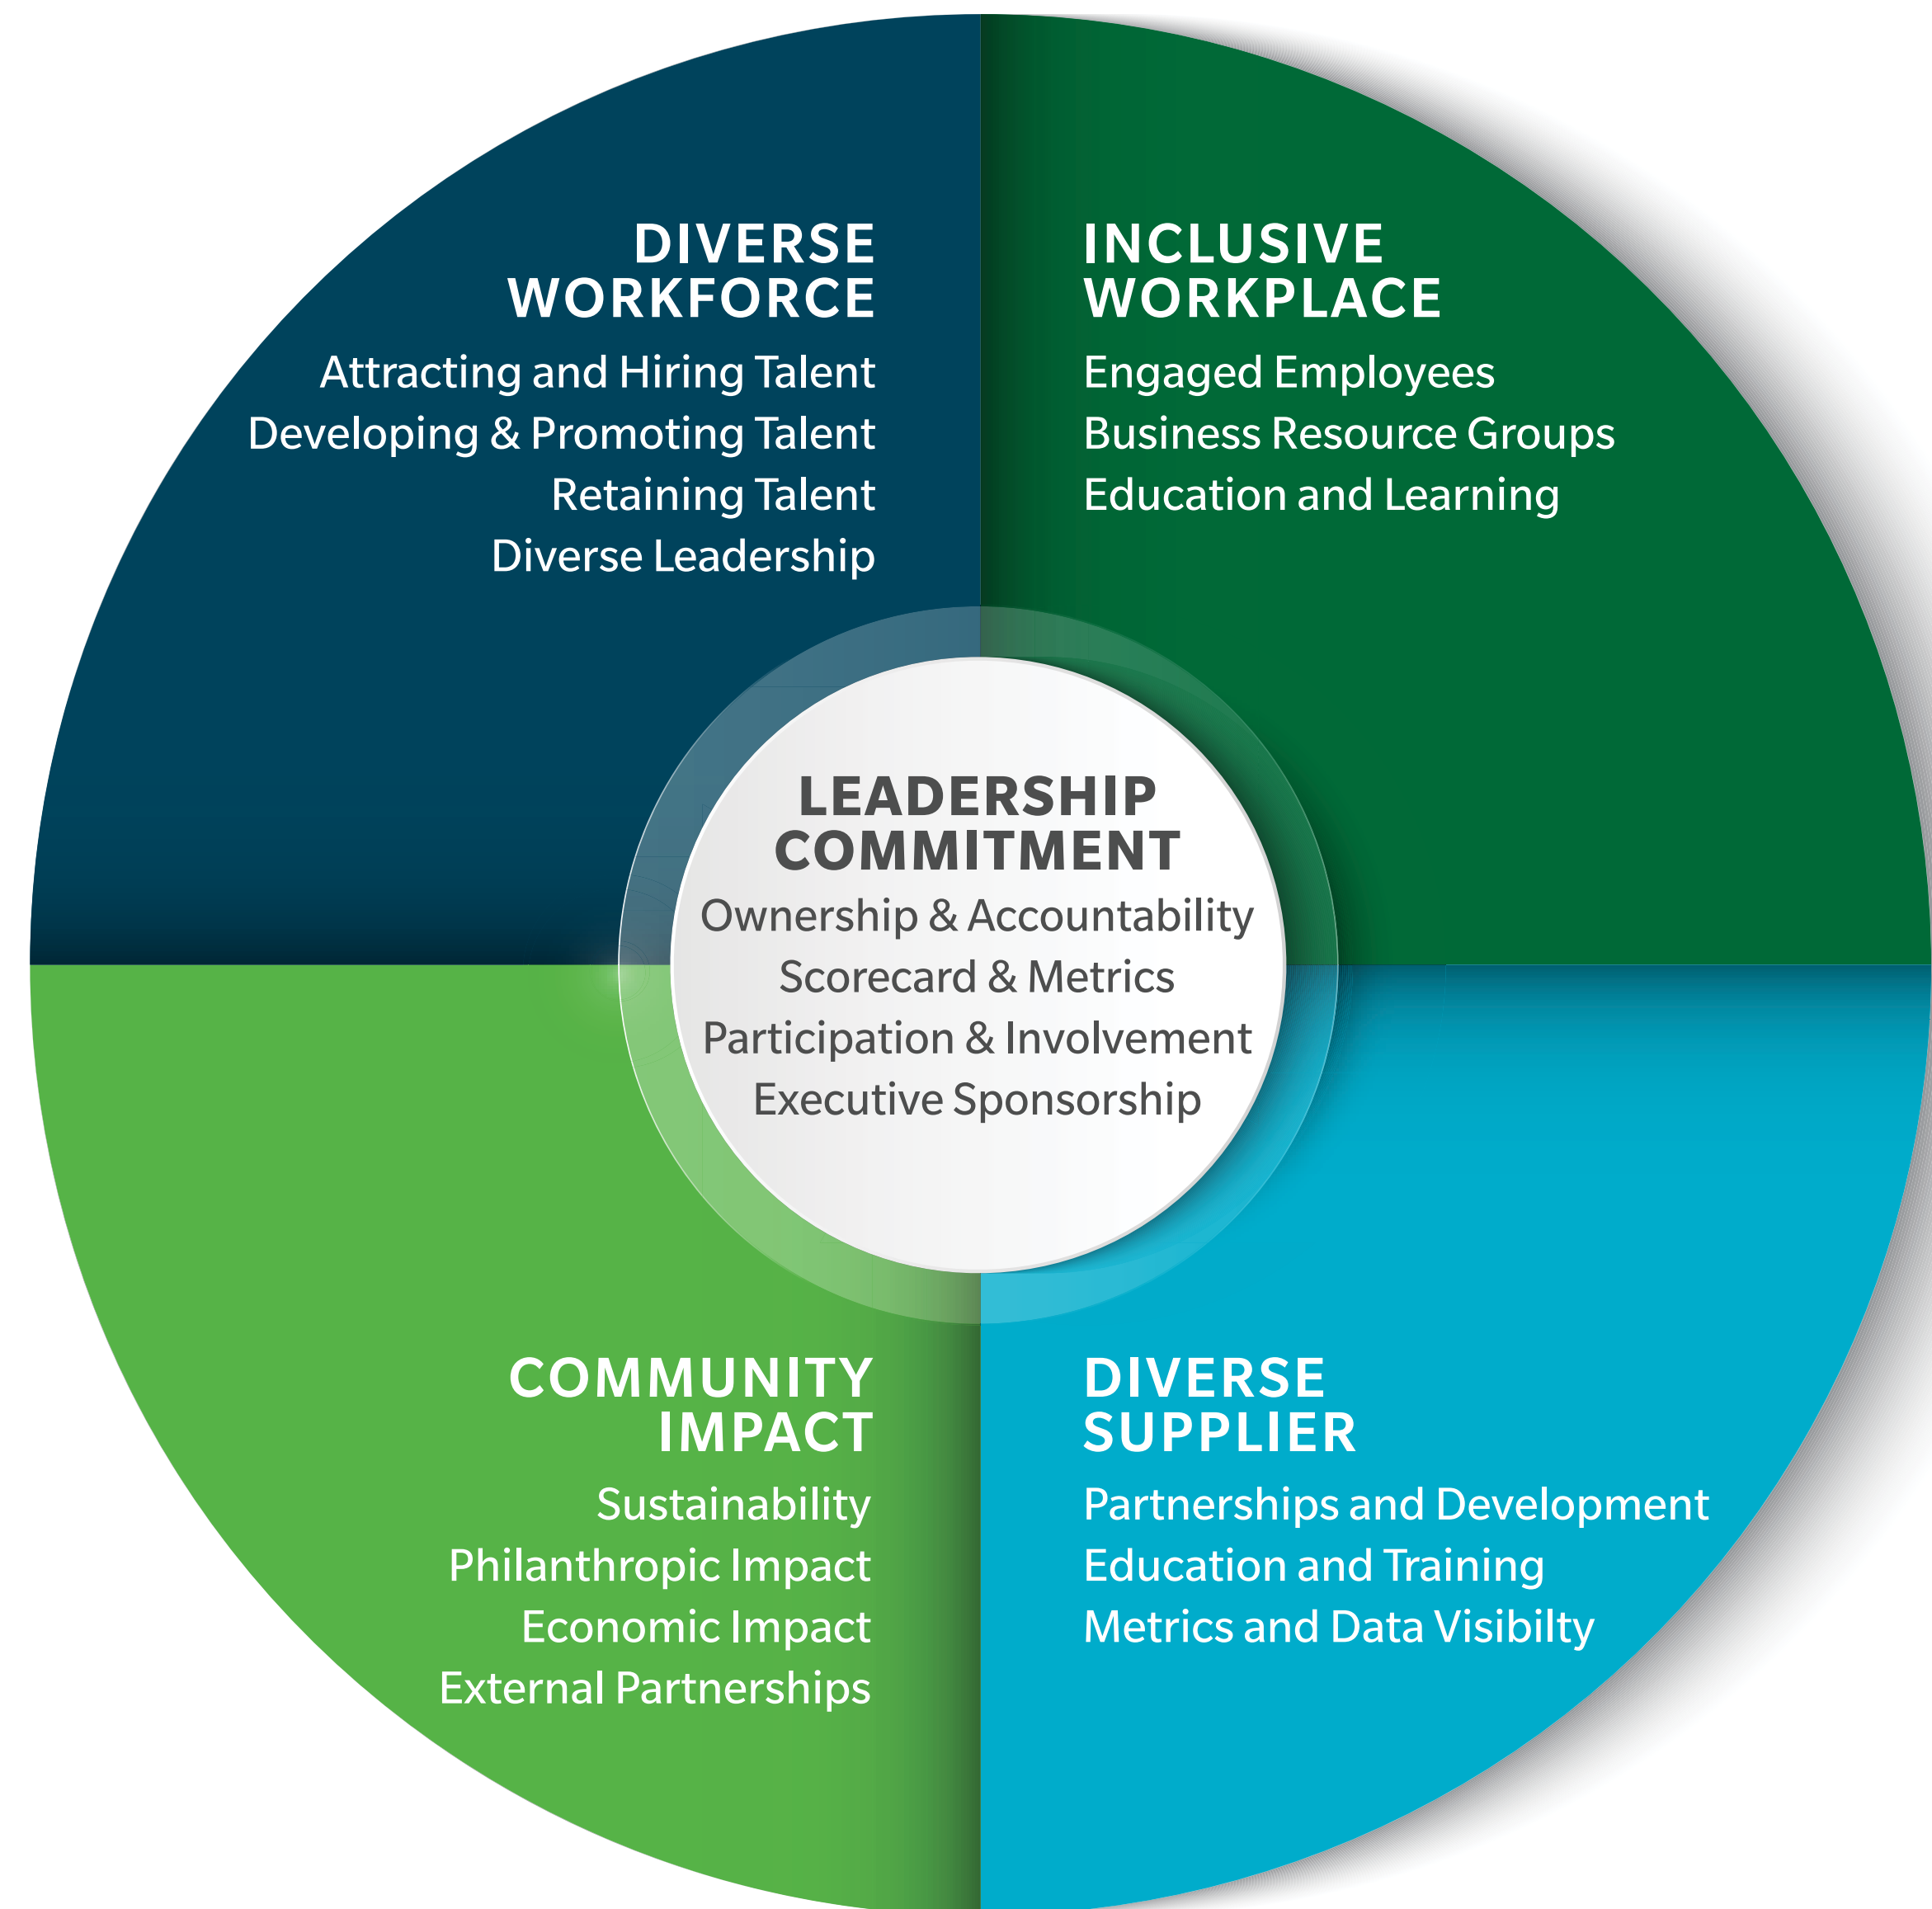 DIVERSE
WORKFORCE
Attracting and Hiring Talent
Developing & Promoting Talent
Retaining Talent
Diverse Leadership
INCLUSIVE
WORKPLACE
Engaged Employees
Business Resource Groups
Education and Learning
LEADERSHIP
COMMITMENT
Ownership & Accountability
Scorecard & Metrics
Participation & Involvement
Executive Sponsorship
COMMUNITY
IMPACT
Sustainability
Philanthropic Impact
Economic Impact
External Partnerships
DIVERSE
SUPPLIER
Partnerships and Development
Education and Training
Metrics and Data Visibilty